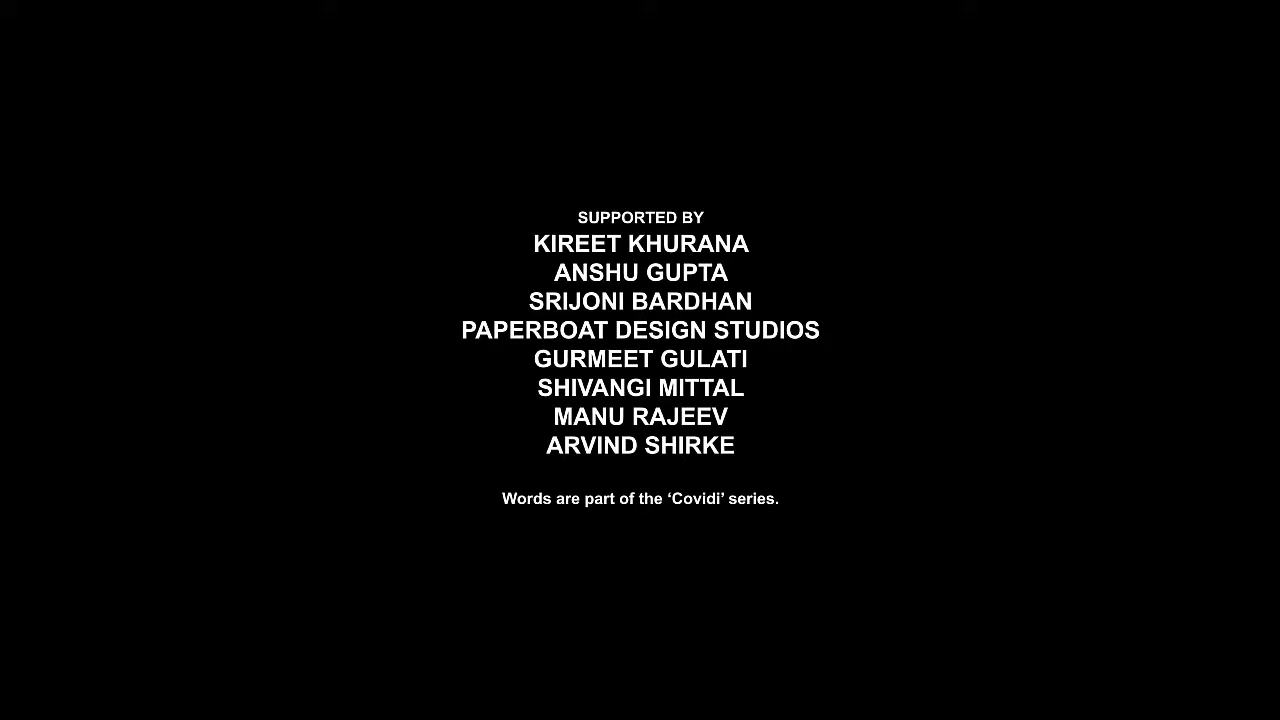 SUPPORTED BY
KIREET KHURANA
ANSHU GUPTA
SRIJONI BARDHAN
PAPERBOAT DESIGN STUDIOS
GURMEET GULATI
SHIVANGI MITTAL
MANU RAJEEV
ARVIND SHIRKE
Words are part of the ‘Covidi’ series.